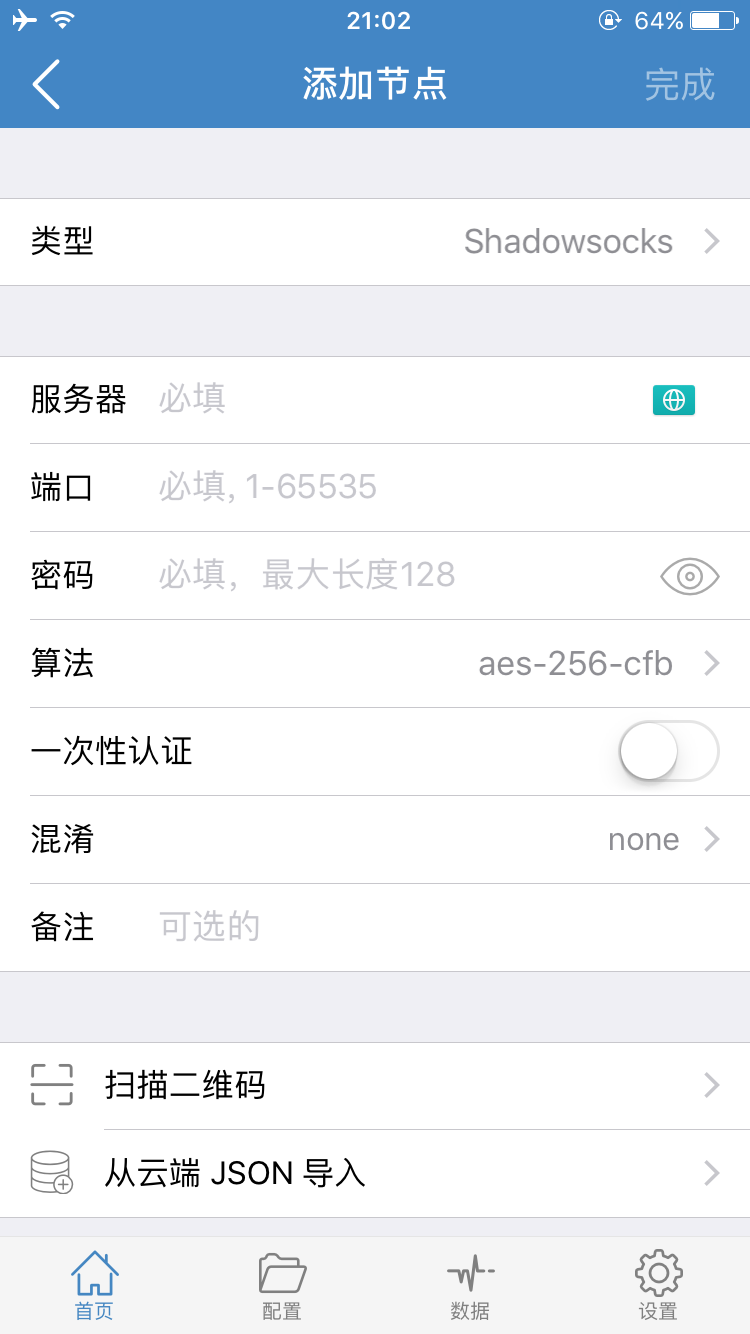 21:02 64%
添加节点 完成
类型 Shadowsocks
服务器 必填
端口 必填, 1-65535
密码 必填，最大长度128
算法 aes-256-cfb
一次性认证
混淆 none
备注 可选的
扫描二维码
从云端 JSON 导入
首页 配置 数据 设置